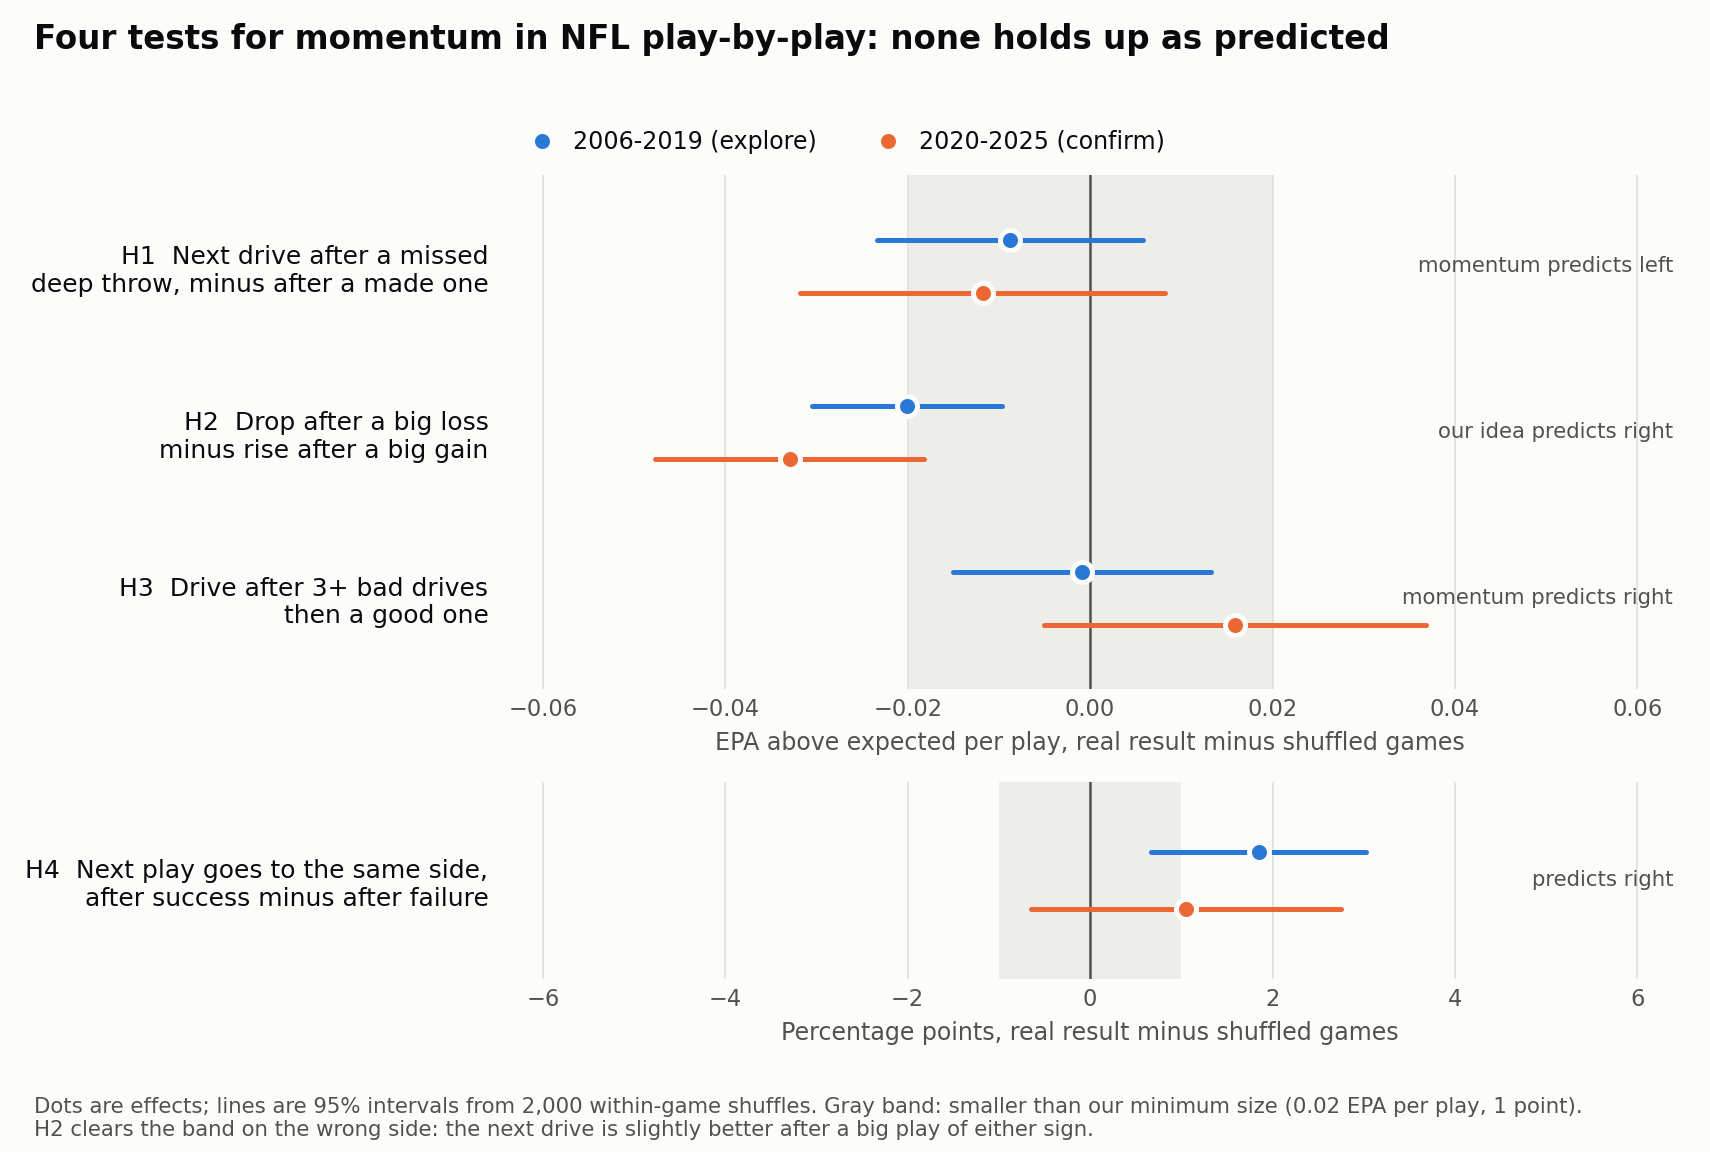 Four tests for momentum in NFL play-by-play: none holds up as predicted
2006-2019 (explore)
2020-2025 (confirm)
H1  Next drive after a missed
deep throw, minus after a made one
momentum predicts left
H2  Drop after a big loss
minus rise after a big gain
our idea predicts right
H3  Drive after 3+ bad drives
then a good one
momentum predicts right
−0.06
−0.04
−0.02
0.00
0.02
0.04
0.06
EPA above expected per play, real result minus shuffled games
H4  Next play goes to the same side,
after success minus after failure
predicts right
−6
−4
−2
0
2
4
6
Percentage points, real result minus shuffled games
Dots are effects; lines are 95% intervals from 2,000 within-game shuffles. Gray band: smaller than our minimum size (0.02 EPA per play, 1 point).
H2 clears the band on the wrong side: the next drive is slightly better after a big play of either sign.